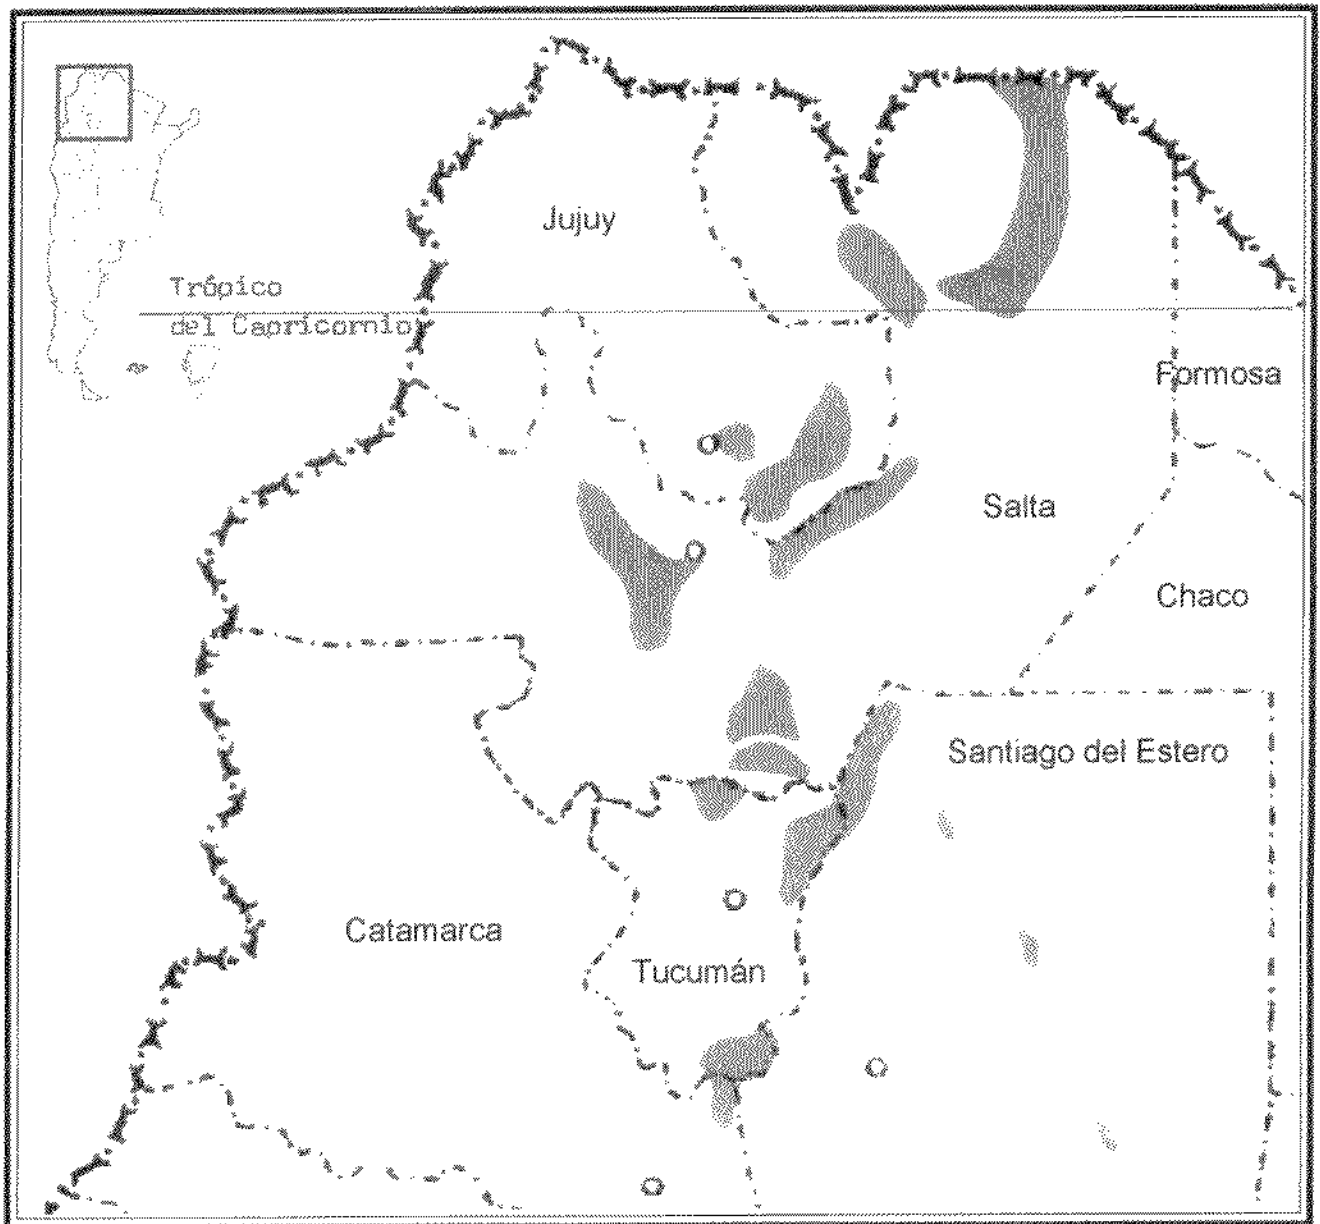 Jujuy
Trópico
del Capricornio
Formosa
Salta
Chaco
Santiago del Estero
Catamarca
Tucumán